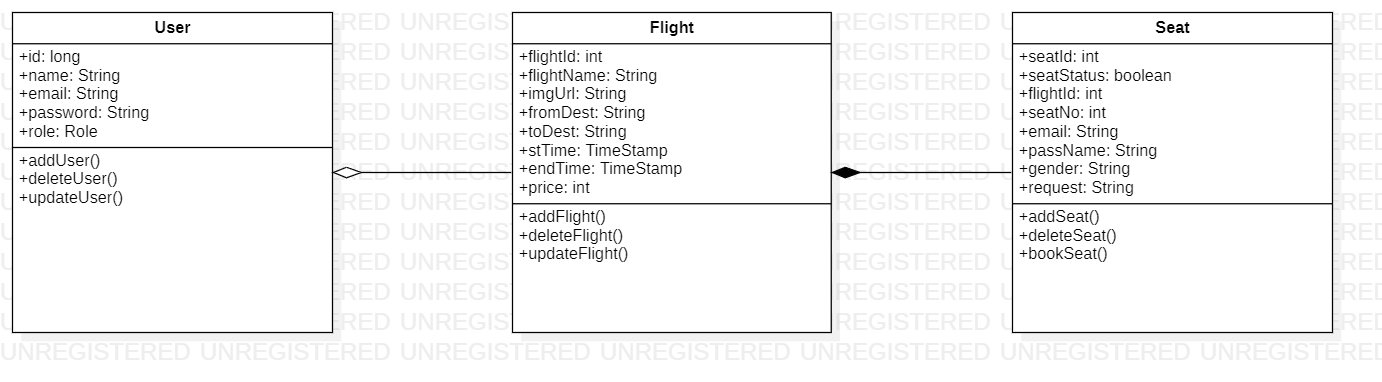 User
+id: long
+name: String
+email: String
+password: String
+role: Role
+addUser()
+deleteUser()
+updateUser()
Flight
+flightId: int
+flightName: String
+imgUrl: String
+fromDest: String
+toDest: String
+stTime: TimeStamp
+endTime: TimeStamp
+price: int
+addFlight()
+deleteFlight()
+updateFlight()
Seat
+seatId: int
+seatStatus: boolean
+flightId: int
+seatNo: int
+email: String
+passName: String
+gender: String
+request: String
+addSeat()
+deleteSeat()
+bookSeat()
UNREGISTERED UNREGISTERED UNREGISTERED UNREGISTERED UNREGISTERED UNREGISTERED UNREGISTERED